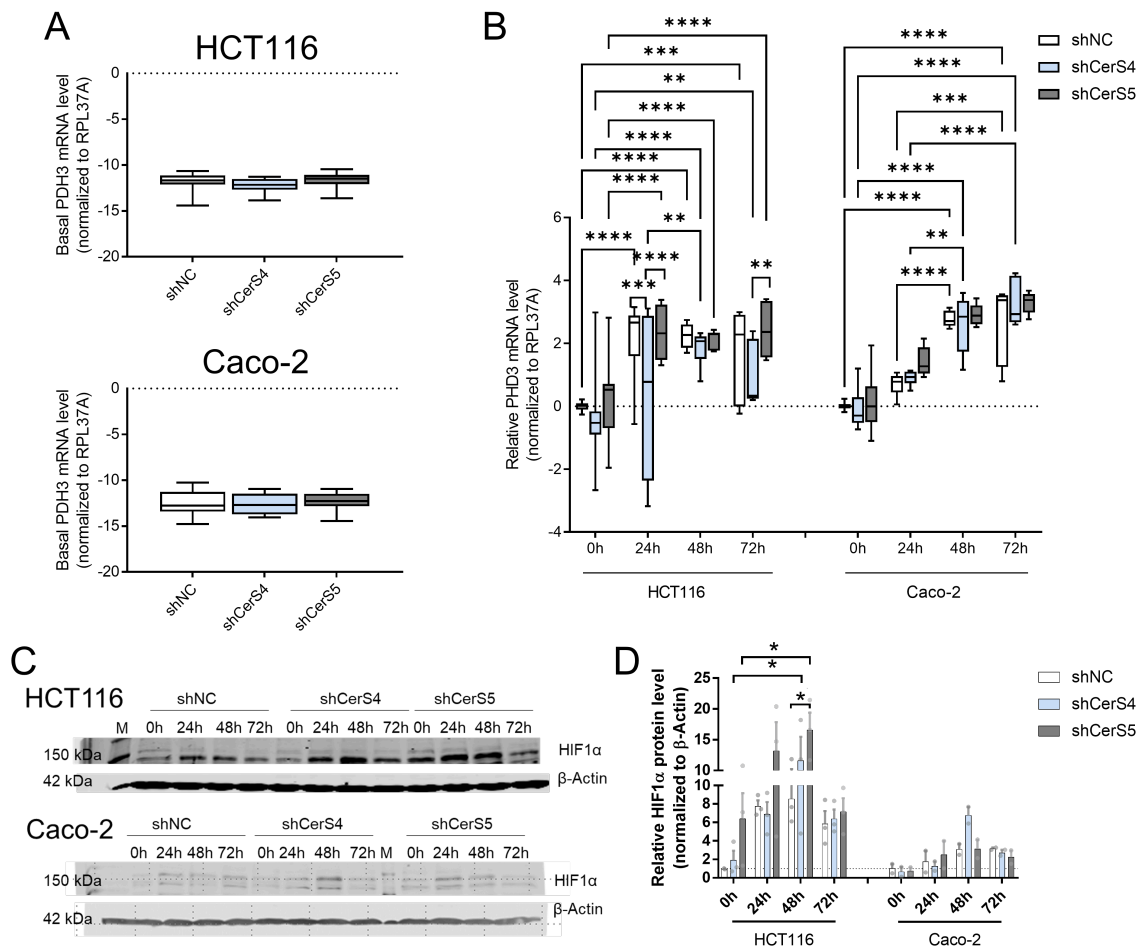 A
HCT116
Basal PDH3 mRNA level
(normalized to RPL37A)
0
-5
-10
-15
-20
shNC
shCerS4
shCerS5
Caco-2
Basal PDH3 mRNA level
(normalized to RPL37A)
0
-5
-10
-15
-20
shNC
shCerS4
shCerS5
B
shNC
shCerS4
shCerS5
****
***
**
****
****
****
****
**
****
****
***
**
****
****
***
****
****
****
**
****
Relative PHD3 mRNA level
(normalized to RPL37A)
6
4
2
0
-2
-4
0h 24h 48h 72h 0h 24h 48h 72h
HCT116 Caco-2
C
HCT116
shNC shCerS4 shCerS5
M 0h 24h 48h 72h 0h 24h 48h 72h 0h 24h 48h 72h
150 kDa HIF1α
42 kDa β-Actin
Caco-2
shNC shCerS4 shCerS5
0h 24h 48h 72h 0h 24h 48h 72h M 0h 24h 48h 72h
150 kDa HIF1α
42 kDa β-Actin
D
shNC
shCerS4
shCerS5
*
*
*
Relative HIF1α protein level
(normalized to β-Actin)
25
20
15
10
10
8
6
4
2
0
0h 24h 48h 72h 0h 24h 48h 72h
HCT116 Caco-2